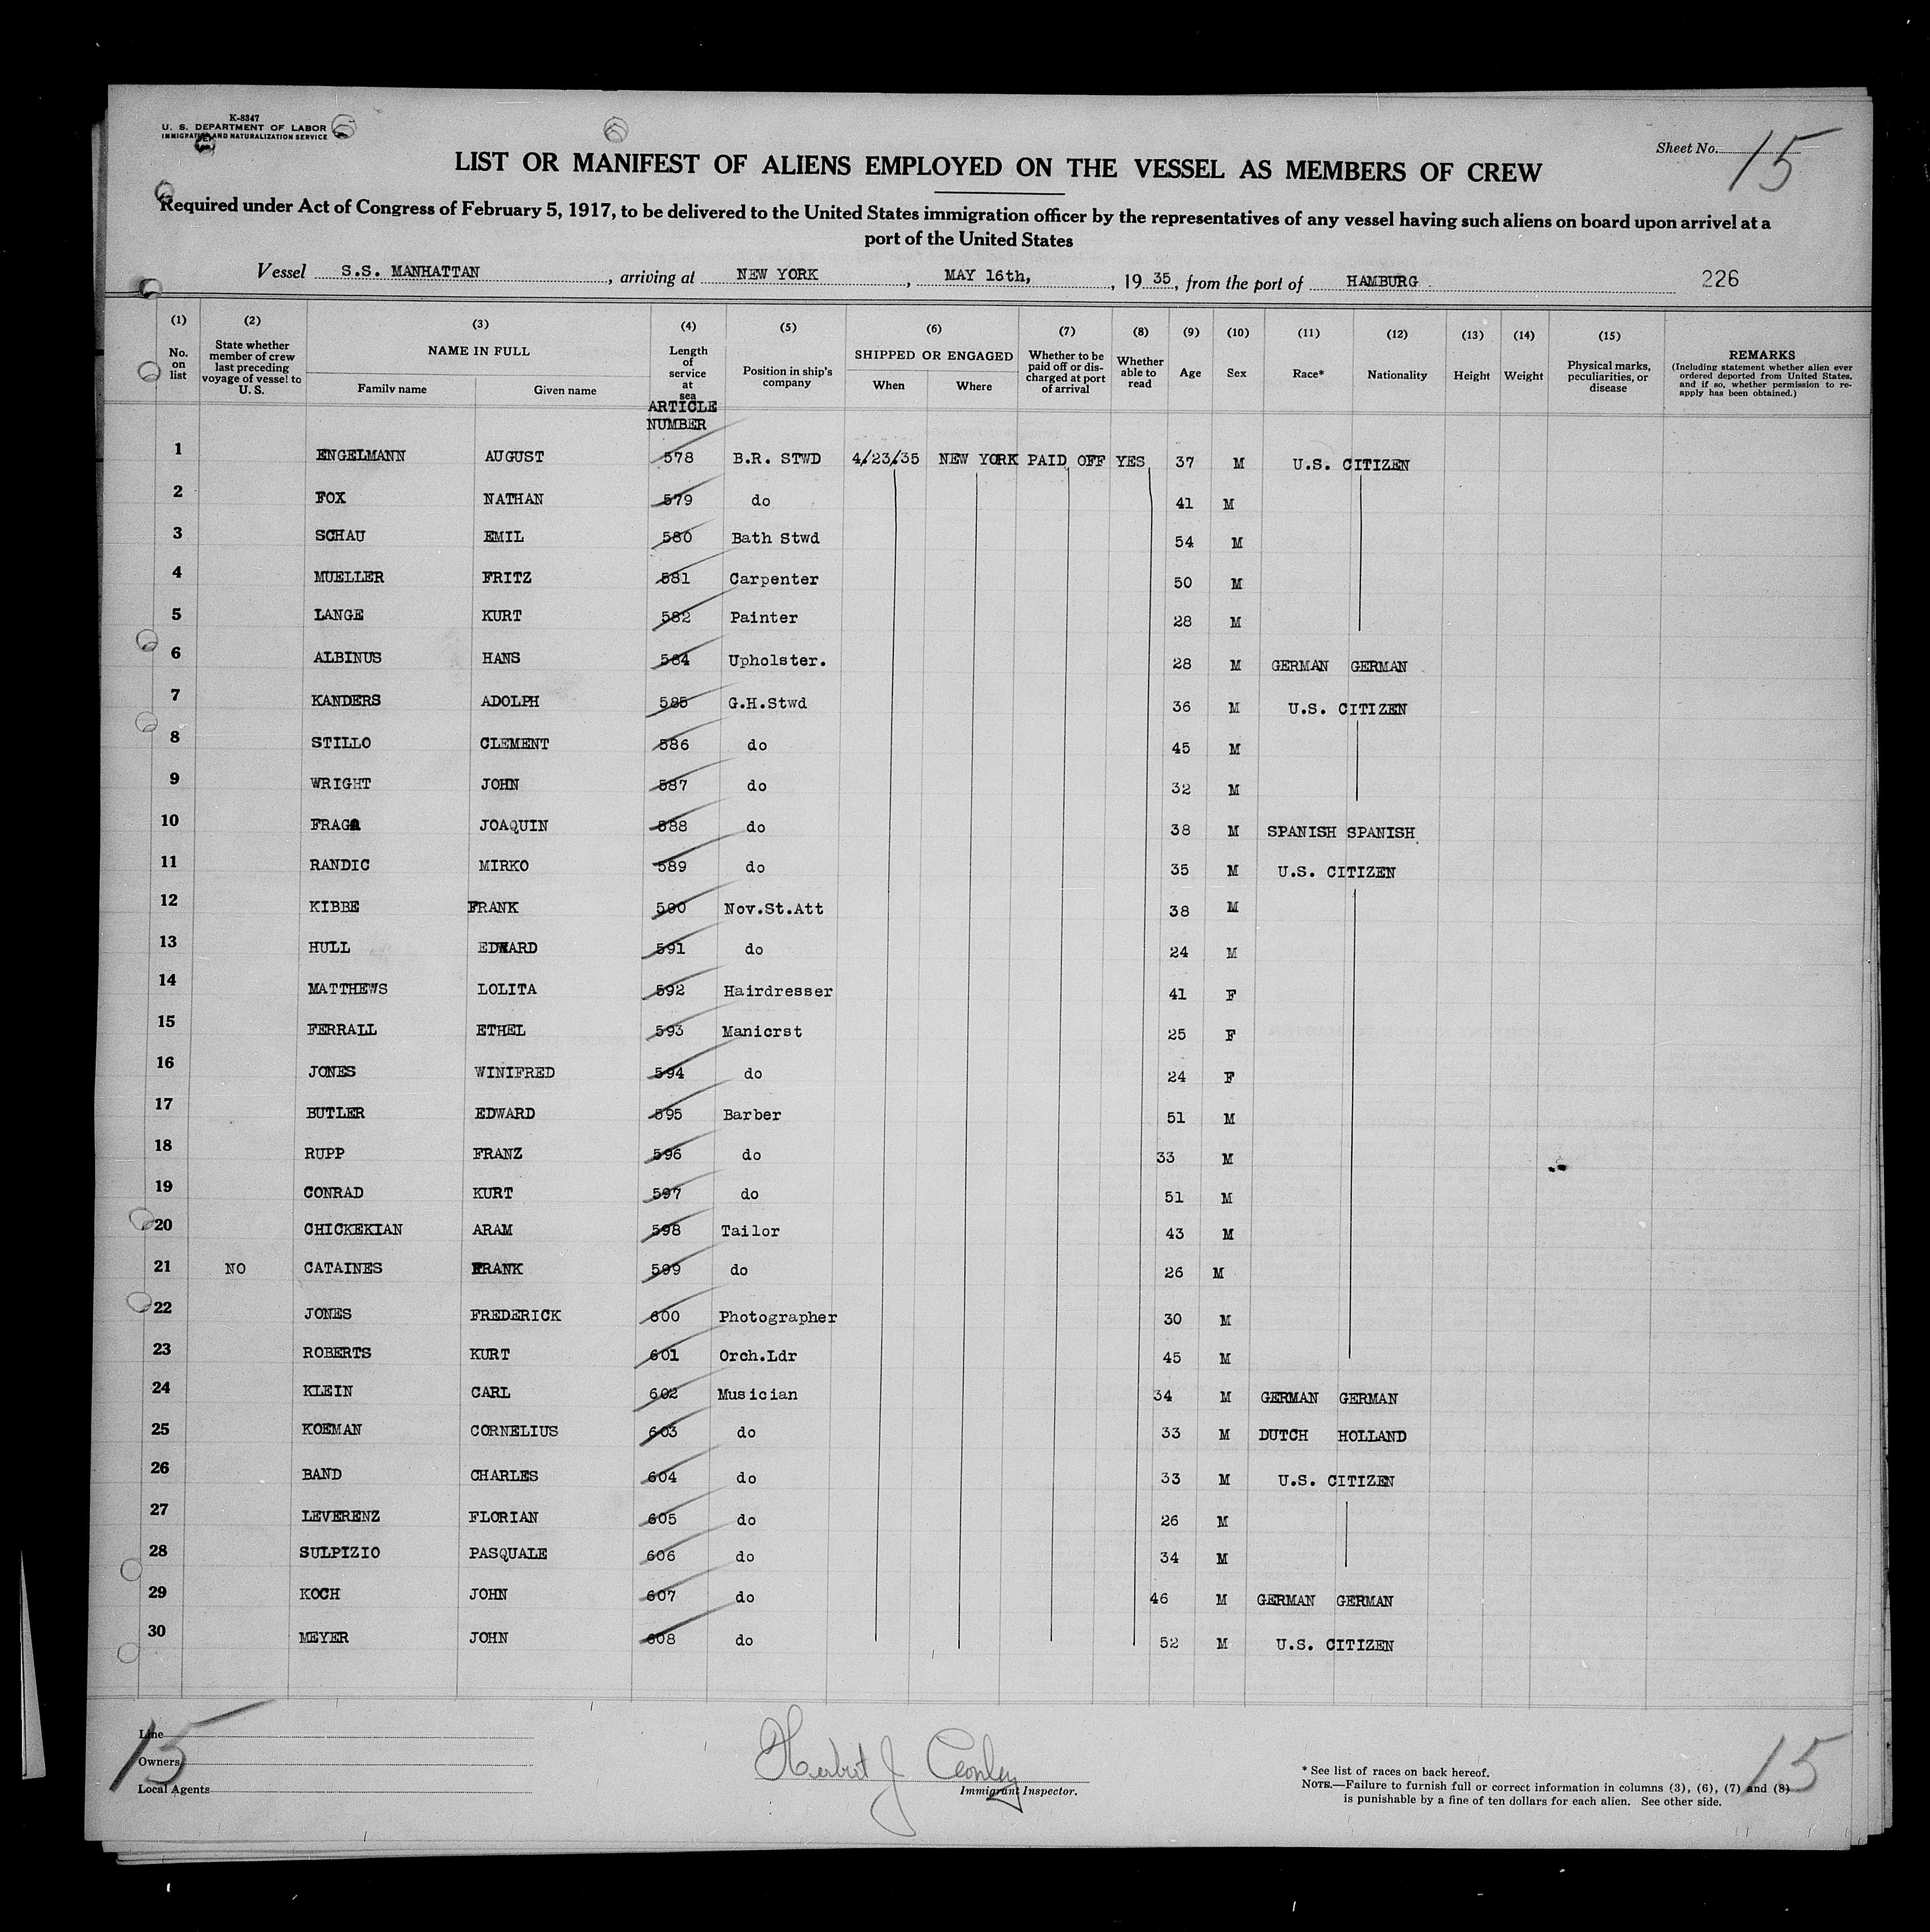 K-8347
U. S. DEPARTMENT OF LABOR
IMMIGRATION AND NATURALIZATION SERVICE
Sheet No. 15
LIST OR MANIFEST OF ALIENS EMPLOYED ON THE VESSEL AS MEMBERS OF CREW
Required under Act of Congress of February 5, 1917, to be delivered to the United States immigration officer by the representatives of any vessel having such aliens on board upon arrival at a
port of the United States
Vessel S.S. MANHATTAN, arriving at NEW YORK, MAY 16th, , 19 35, from the port of HAMBURG 226
(1) No. on list (2) State whether member of crew last preceding voyage of vessel to U. S. (3) NAME IN FULL Family name Given name (4) Length of service at sea (5) Position in ship's company (6) SHIPPED OR ENGAGED When Where (7) Whether to be paid off or discharged at port of arrival (8) Whether able to read (9) Age (10) Sex (11) Race* (12) Nationality (13) Height (14) Weight (15) Physical marks, peculiarities, or disease REMARKS (Including statement whether alien ever ordered deported from United States, and if so, whether permission to re-apply has been obtained.)
ARTICLE NUMBER
1 ENGELMANN AUGUST 578 B.R. STWD 4/23/35 NEW YORK PAID OFF YES 37 M U.S. CITIZEN
2 FOX NATHAN 579 do 41 M
3 SCHAU EMIL 580 Bath Stwd 54 M
4 MUELLER FRITZ 581 Carpenter 50 M
5 LANGE KURT 582 Painter 28 M
6 ALBINUS HANS 584 Upholster. 28 M GERMAN GERMAN
7 KANDERS ADOLPH 585 G.H.Stwd 36 M U.S. CITIZEN
8 STILLO CLEMENT 586 do 45 M
9 WRIGHT JOHN 587 do 32 M
10 FRAGA JOAQUIN 588 do 38 M SPANISH SPANISH
11 RANDIC MIRKO 589 do 35 M U.S. CITIZEN
12 KIBBE FRANK 590 Nov.St.Att 38 M
13 HULL EDWARD 591 do 24 M
14 MATTHEWS LOLITA 592 Hairdresser 41 F
15 FERRALL ETHEL 593 Manicrst 25 F
16 JONES WINIFRED 594 do 24 F
17 BUTLER EDWARD 595 Barber 51 M
18 RUPP FRANZ 596 do 33 M
19 CONRAD KURT 597 do 51 M
20 CHICKEKIAN ARAM 598 Tailor 43 M
21 NO CATAINES FRANK 599 do 26 M
22 JONES FREDERICK 600 Photographer 30 M
23 ROBERTS KURT 601 Orch.Ldr 45 M
24 KLEIN CARL 602 Musician 34 M GERMAN GERMAN
25 KOEMAN CORNELIUS 603 do 33 M DUTCH HOLLAND
26 BAND CHARLES 604 do 33 M U.S. CITIZEN
27 LEVERENZ FLORIAN 605 do 26 M
28 SULPIZIO PASQUALE 606 do 34 M
29 KOCH JOHN 607 do 46 M GERMAN GERMAN
30 MEYER JOHN 608 do 52 M U.S. CITIZEN
Line
Owners
Local Agents
15
Herbert J
Immigrant Inspector.
* See list of races on back hereof.
NOTE.—Failure to furnish full or correct information in columns (3), (6), (7) and (8)
is punishable by a fine of ten dollars for each alien. See other side.
15